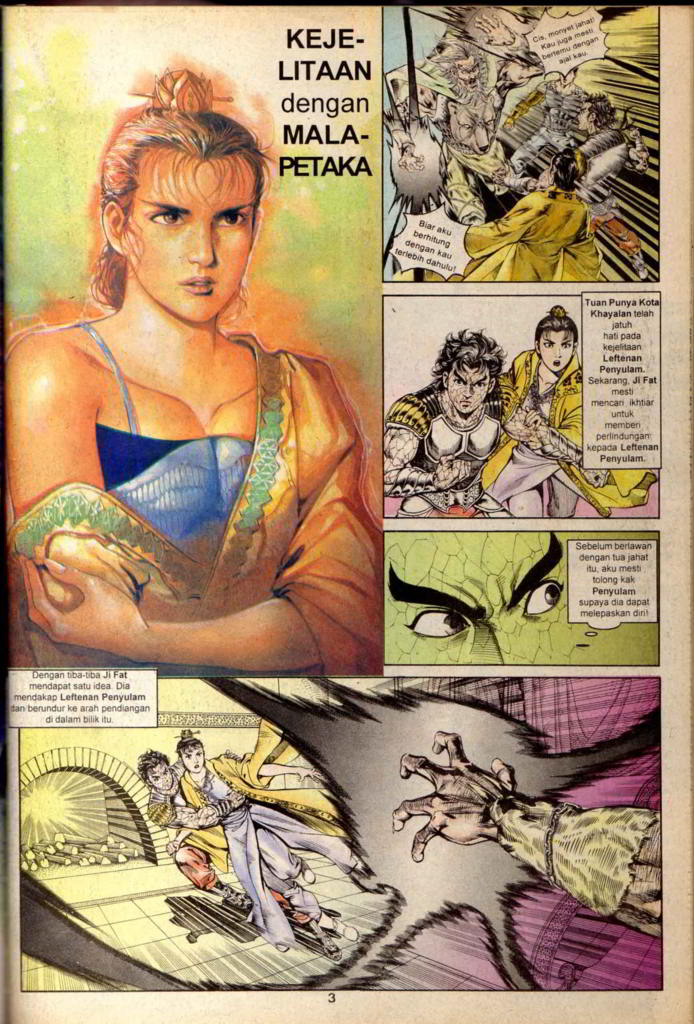 KEJE-
LITAAN
dengan
MALA-
PETAKA
Cis, monyet jahat!
Kau juga mesti
bertemu dengan
ajal kau.
Biar aku
berhitung
dengan kau
terlebih dahulu!
Tuan Punya Kota
Khayalan telah
jatuh
hati pada
kejelitaan
Leftenan
Penyulam.
Sekarang, Ji Fat
mesti
mencari ikhtiar
untuk
memberi
perlindungan
kepada Leftenan
Penyulam.
Sebelum berlawan
dengan tua jahat
itu, aku mesti
tolong kak
Penyulam
supaya dia dapat
melepaskan diri!
Dengan tiba-tiba Ji Fat
mendapat satu idea. Dia
mendakap Leftenan Penyulam
dan berundur ke arah pendiangan
di dalam bilik itu.
3